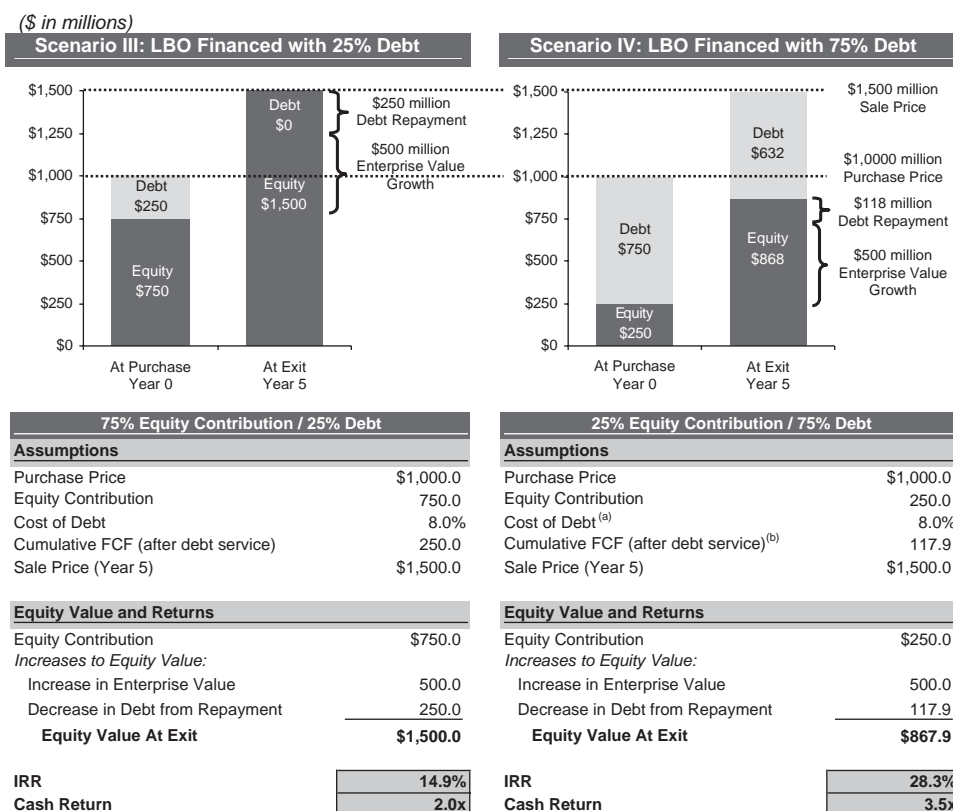 ($ in millions)
Scenario III: LBO Financed with 25% Debt
$1,500
$1,250
$1,000
$750
$500
$250
$0
Debt
$250
Equity
$750
Debt
$0
Equity
$1,500
$250 million
Debt Repayment
$500 million
Enterprise Value
Growth
At Purchase
Year 0
At Exit
Year 5
Scenario IV: LBO Financed with 75% Debt
$1,500
$1,250
$1,000
$750
$500
$250
$0
Debt
$750
Equity
$250
Debt
$632
Equity
$868
$1,500 million
Sale Price
$1,0000 million
Purchase Price
$118 million
Debt Repayment
$500 million
Enterprise Value
Growth
At Purchase
Year 0
At Exit
Year 5
75% Equity Contribution / 25% Debt
Assumptions
Purchase Price $1,000.0
Equity Contribution 750.0
Cost of Debt 8.0%
Cumulative FCF (after debt service) 250.0
Sale Price (Year 5) $1,500.0
Equity Value and Returns
Equity Contribution $750.0
Increases to Equity Value:
Increase in Enterprise Value 500.0
Decrease in Debt from Repayment 250.0
Equity Value At Exit $1,500.0
IRR 14.9%
Cash Return 2.0x
25% Equity Contribution / 75% Debt
Assumptions
Purchase Price $1,000.0
Equity Contribution 250.0
Cost of Debt (a) 8.0%
Cumulative FCF (after debt service)(b) 117.9
Sale Price (Year 5) $1,500.0
Equity Value and Returns
Equity Contribution $250.0
Increases to Equity Value:
Increase in Enterprise Value 500.0
Decrease in Debt from Repayment 117.9
Equity Value At Exit $867.9
IRR 28.3%
Cash Return 3.5x